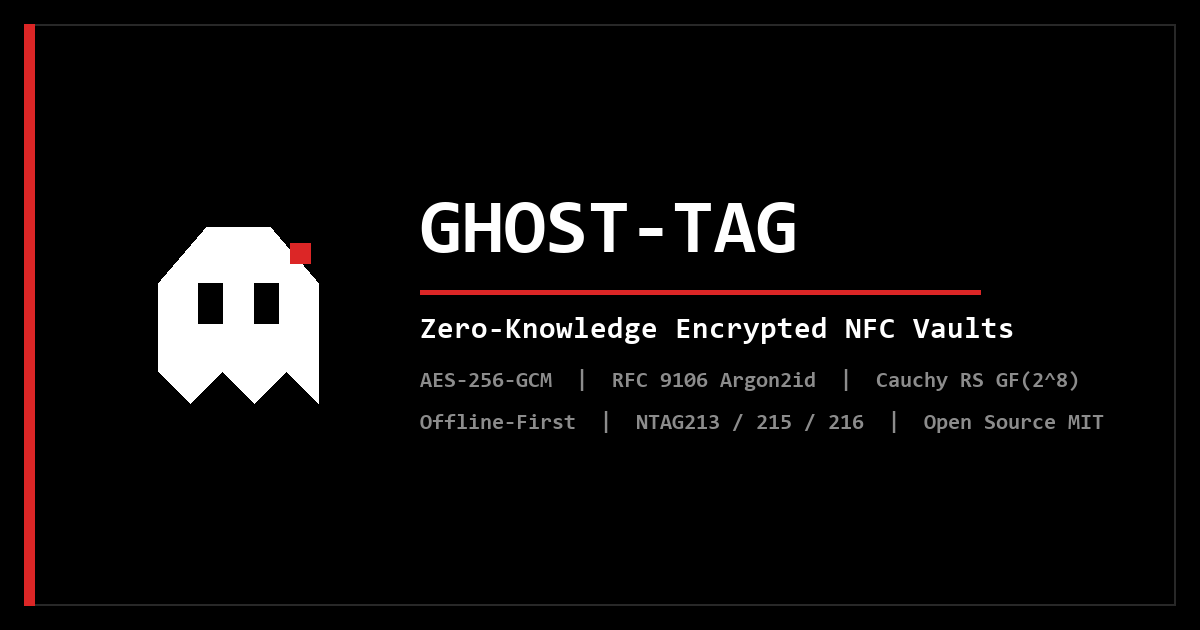 GHOST-TAG
Zero-Knowledge Encrypted NFC Vaults
AES-256-GCM | RFC 9106 Argon2id | Cauchy RS GF(2^8)
Offline-First | NTAG213 / 215 / 216 | Open Source MIT